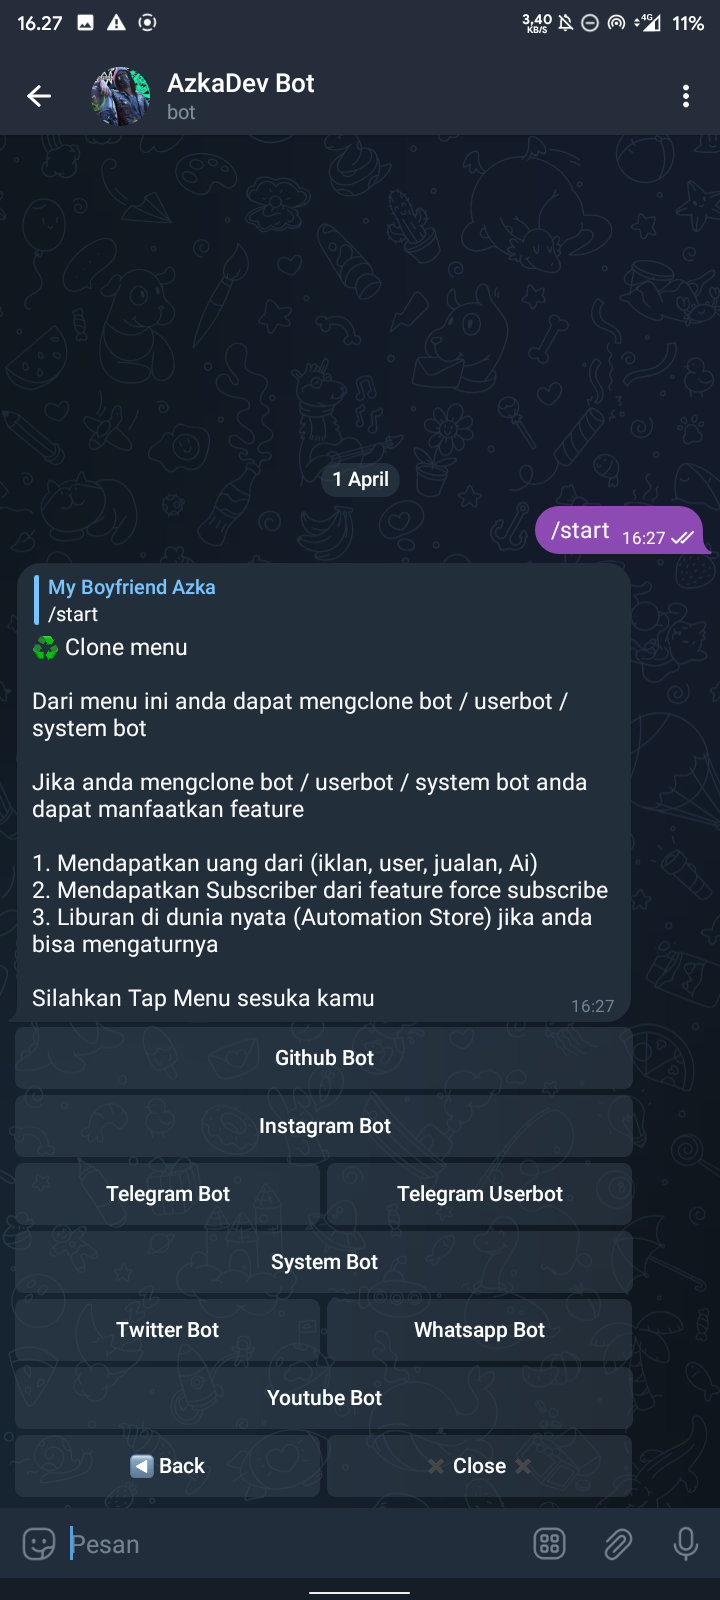 16.27
3,40
KB/S
4G
11%
AzkaDev Bot
bot
1 April
/start 16:27
My Boyfriend Azka
/start
♻️ Clone menu
Dari menu ini anda dapat mengclone bot / userbot /
system bot
Jika anda mengclone bot / userbot / system bot anda
dapat manfaatkan feature
1. Mendapatkan uang dari (iklan, user, jualan, Ai)
2. Mendapatkan Subscriber dari feature force subscribe
3. Liburan di dunia nyata (Automation Store) jika anda
bisa mengaturnya
Silahkan Tap Menu sesuka kamu 16:27
Github Bot
Instagram Bot
Telegram Bot
Telegram Userbot
System Bot
Twitter Bot
Whatsapp Bot
Youtube Bot
◀️ Back
✖️ Close ✖️
Pesan